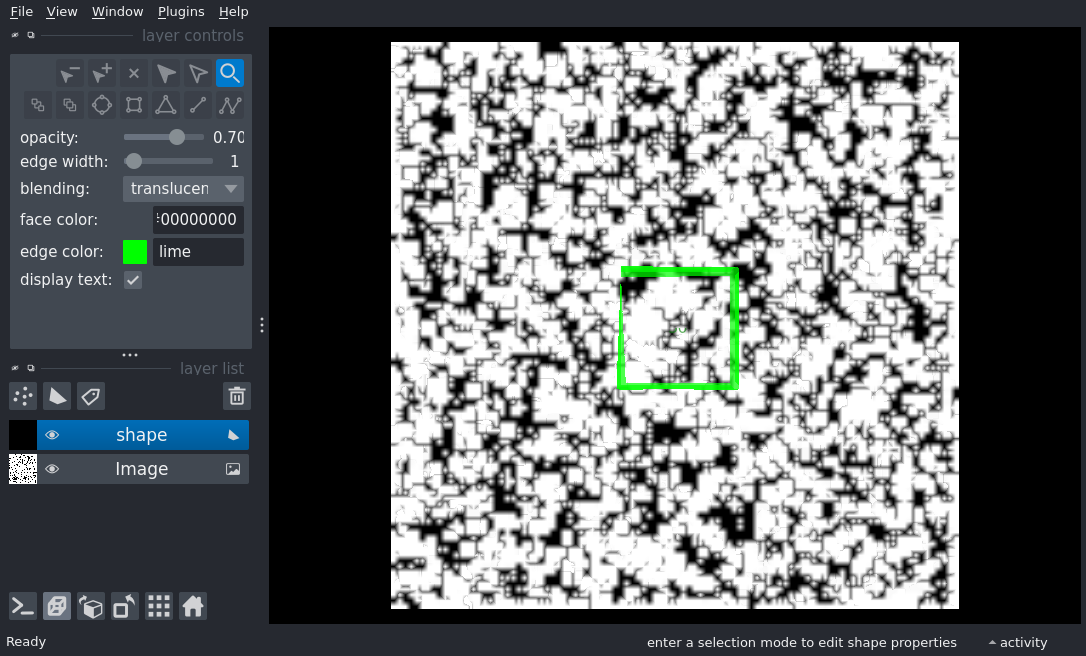 File View Window Plugins Help
layer controls
opacity: 0.70
edge width: 1
blending: translucen
face color: 00000000
edge color: lime
display text:
layer list
shape
Image
Ready
enter a selection mode to edit shape properties
activity